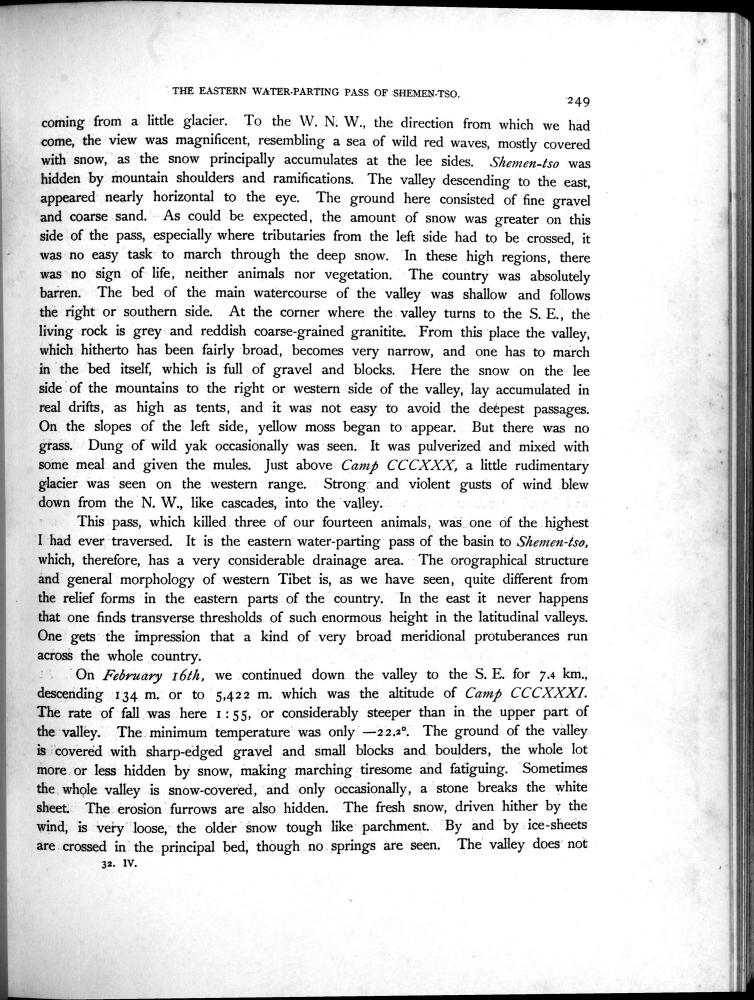 THE EASTERN WATER-PARTING PASS OF SHEMEN-TSO.
249
coming from a little glacier. To the W. N. W., the direction from which we had
come, the view was magnificent, resembling a sea of wild red waves, mostly covered
with snow, as the snow principally accumulates at the lee sides. Shemen-tso was
hidden by mountain shoulders and ramifications. The valley descending to the east,
appeared nearly horizontal to the eye. The ground here consisted of fine gravel
and coarse sand. As could be expected, the amount of snow was greater on this
side of the pass, especially where tributaries from the left side had to be crossed, it
was no easy task to march through the deep snow. In these high regions, there
was no sign of life, neither animals nor vegetation. The country was absolutely
barren. The bed of the main watercourse of the valley was shallow and follows
the right or southern side. At the corner where the valley turns to the S. E., the
living rock is grey and reddish coarse-grained granitite. From this place the valley,
which hitherto has been fairly broad, becomes very narrow, and one has to march
in the bed itself, which is full of gravel and blocks. Here the snow on the lee
side of the mountains to the right or western side of the valley, lay accumulated in
real drifts, as high as tents, and it was not easy to avoid the deepest passages.
On the slopes of the left side, yellow moss began to appear. But there was no
grass. Dung of wild yak occasionally was seen. It was pulverized and mixed with
some meal and given the mules. Just above Camp CCCXXX, a little rudimentary
glacier was seen on the western range. Strong and violent gusts of wind blew
down from the N. W., like cascades, into the valley.
This pass, which killed three of our fourteen animals, was one of the highest
I had ever traversed. It is the eastern water-parting pass of the basin to Shemen-tso,
which, therefore, has a very considerable drainage area. The orographical structure
and general morphology of western Tibet is, as we have seen, quite different from
the relief forms in the eastern parts of the country. In the east it never happens
that one finds transverse thresholds of such enormous height in the latitudinal valleys.
One gets the impression that a kind of very broad meridional protuberances run
across the whole country.
On February 16th, we continued down the valley to the S. E. for 7.4 km.,
descending 134 m. or to 5,422 m. which was the altitude of Camp CCCXXXI.
The rate of fall was here 1:55, or considerably steeper than in the upper part of
the valley. The minimum temperature was only —22.2°. The ground of the valley
is covered with sharp-edged gravel and small blocks and boulders, the whole lot
more or less hidden by snow, making marching tiresome and fatiguing. Sometimes
the whole valley is snow-covered, and only occasionally, a stone breaks the white
sheet. The erosion furrows are also hidden. The fresh snow, driven hither by the
wind, is very loose, the older snow tough like parchment. By and by ice-sheets
are crossed in the principal bed, though no springs are seen. The valley does not
32. IV.